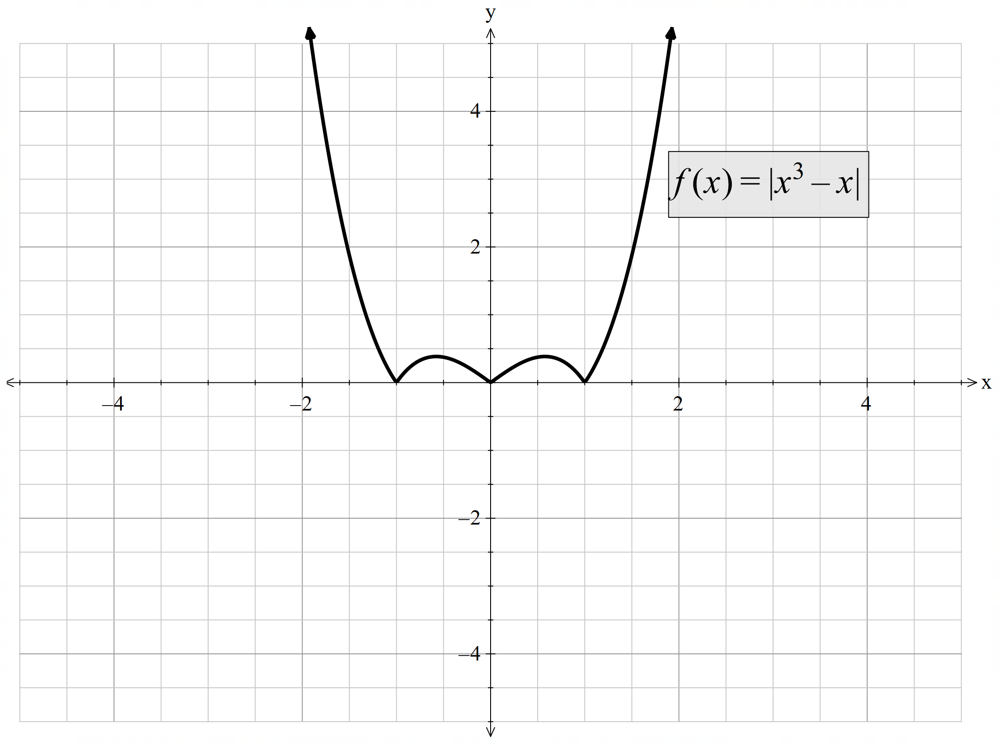 y
4
f(x) = |x³ – x|
2
x
–4 –2 2 4
–2
–4